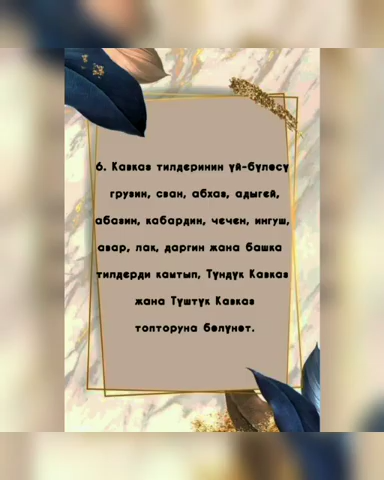 6. Кавказ тилдеринин үй-бүлөсү
грузин, сван, абхаз, адыгей,
абазин, кабардин, чечен, ингуш,
авар, лак, даргин жана башка
тилдерди камтып, Түндүк Кавказ
жана Түштүк Кавказ
топторуна бөлүнөт.